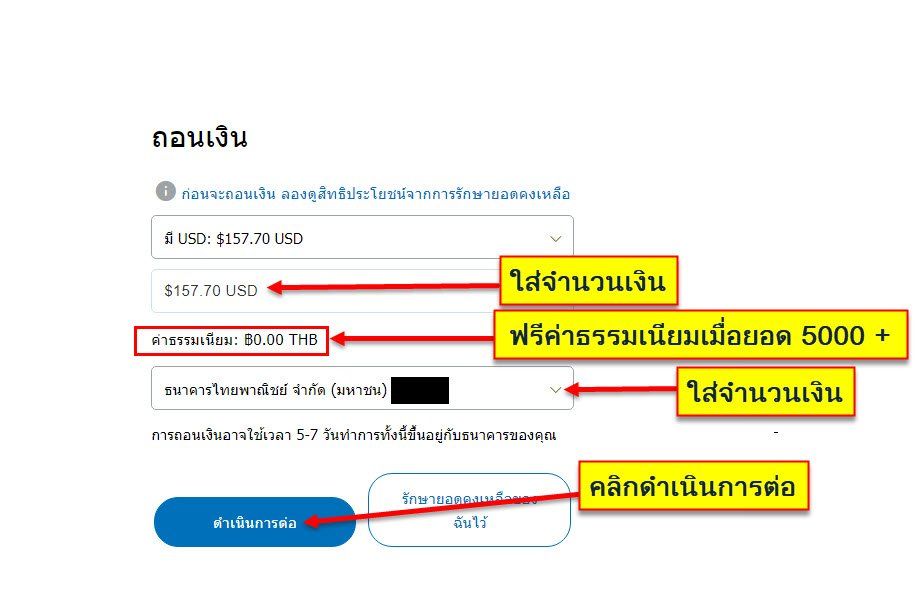 ถอนเงิน
ก่อนจะถอนเงิน ลองดูสิทธิประโยชน์จากการรักษายอดคงเหลือ
มี USD: $157.70 USD
$157.70 USD
ใส่จำนวนเงิน
ค่าธรรมเนียม: ฿0.00 THB
ฟรีค่าธรรมเนียมเมื่อยอด 5000 +
ธนาคารไทยพาณิชย์ จำกัด (มหาชน)
ใส่จำนวนเงิน
การถอนเงินอาจใช้เวลา 5-7 วันทำการทั้งนี้ขึ้นอยู่กับธนาคารของคุณ
-
คลิกดำเนินการต่อ
ดำเนินการต่อ
รักษายอดคงเหลือของ
ฉันไว้